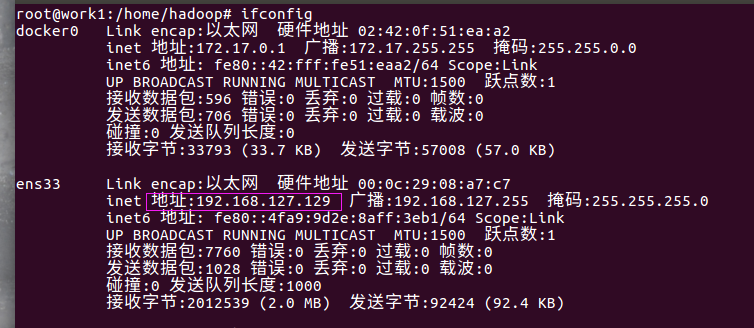 root@work1:/home/hadoop# ifconfig
docker0 Link encap:以太网 硬件地址 02:42:0f:51:ea:a2
inet 地址:172.17.0.1 广播:172.17.255.255 掩码:255.255.0.0
inet6 地址: fe80::42:fff:fe51:eaa2/64 Scope:Link
UP BROADCAST RUNNING MULTICAST MTU:1500 跃点数:1
接收数据包:596 错误:0 丢弃:0 过载:0 帧数:0
发送数据包:706 错误:0 丢弃:0 过载:0 载波:0
碰撞:0 发送队列长度:0
接收字节:33793 (33.7 KB) 发送字节:57008 (57.0 KB)
ens33 Link encap:以太网 硬件地址 00:0c:29:08:a7:c7
inet 地址:192.168.127.129 广播:192.168.127.255 掩码:255.255.255.0
inet6 地址: fe80::4fa9:9d2e:8aff:3eb1/64 Scope:Link
UP BROADCAST RUNNING MULTICAST MTU:1500 跃点数:1
接收数据包:7760 错误:0 丢弃:0 过载:0 帧数:0
发送数据包:1028 错误:0 丢弃:0 过载:0 载波:0
碰撞:0 发送队列长度:1000
接收字节:2012539 (2.0 MB) 发送字节:92424 (92.4 KB)